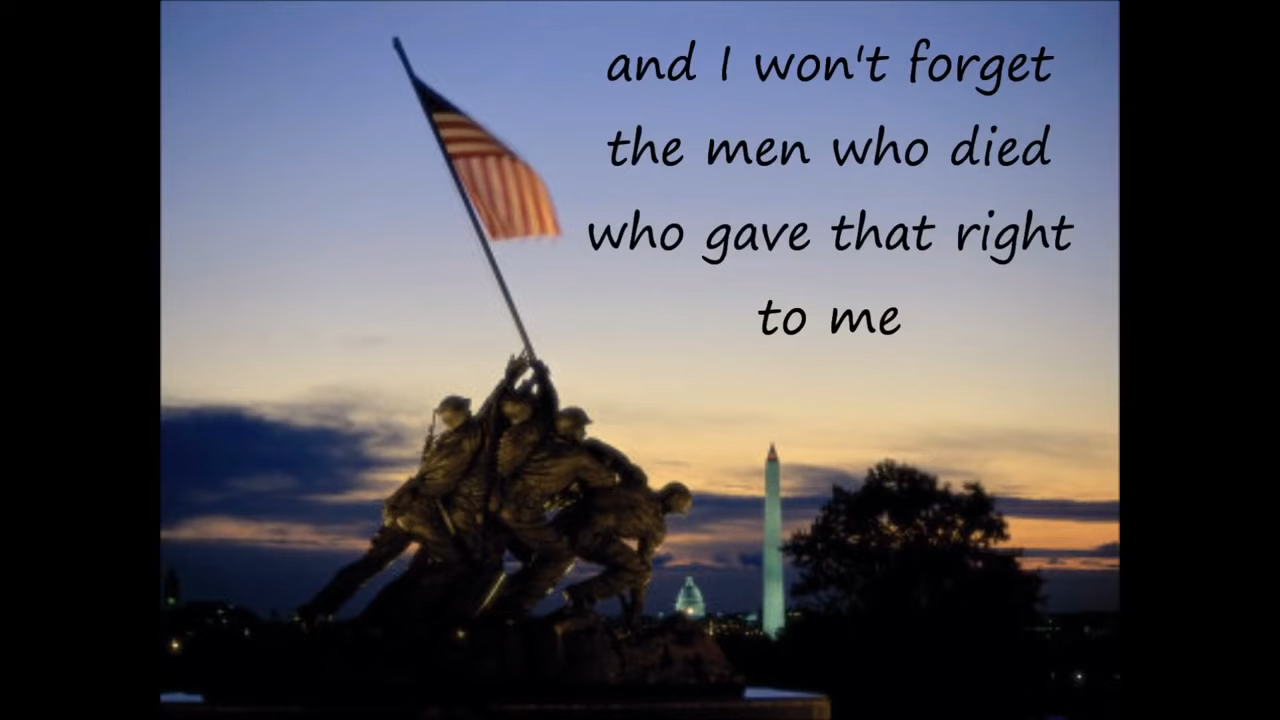 and I won't forget
the men who died
who gave that right
to me